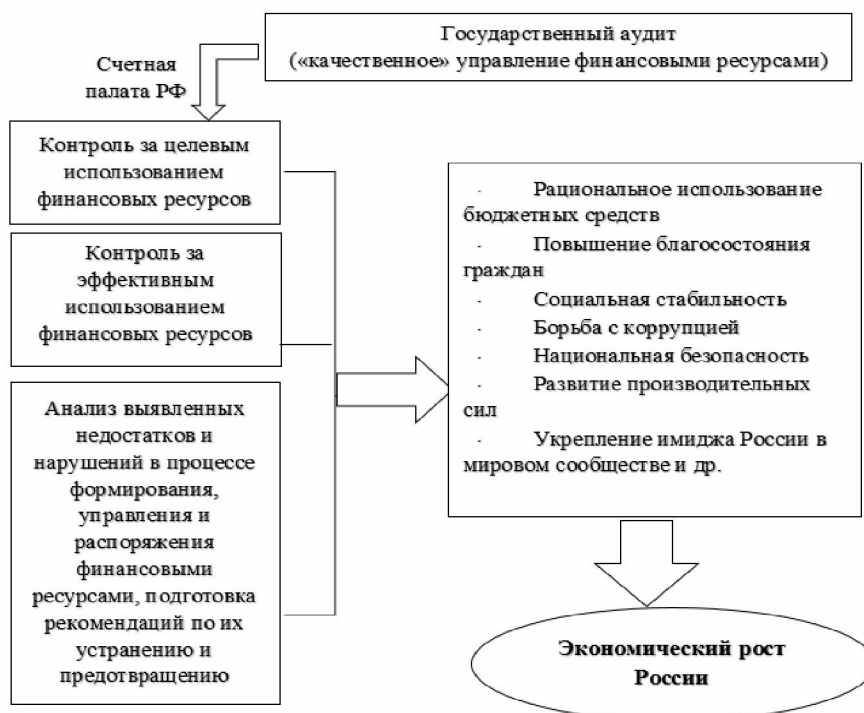 Государственный аудит
(«качественное» управление финансовыми ресурсами)
Счетная
палата РФ
Контроль за целевым
использованием
финансовых ресурсов
Контроль за
эффективным
использованием
финансовых ресурсов
Анализ выявленных
недостатков и
нарушений в процессе
формирования,
управления и
распоряжения
финансовыми
ресурсами, подготовка
рекомендаций по их
устранению и
предотвращению
· Рациональное использование
бюджетных средств
· Повышение благосостояния
граждан
· Социальная стабильность
· Борьба с коррупцией
· Национальная безопасность
· Развитие производительных
сил
· Укрепление имиджа России в
мировом сообществе и др.
Экономический рост
России